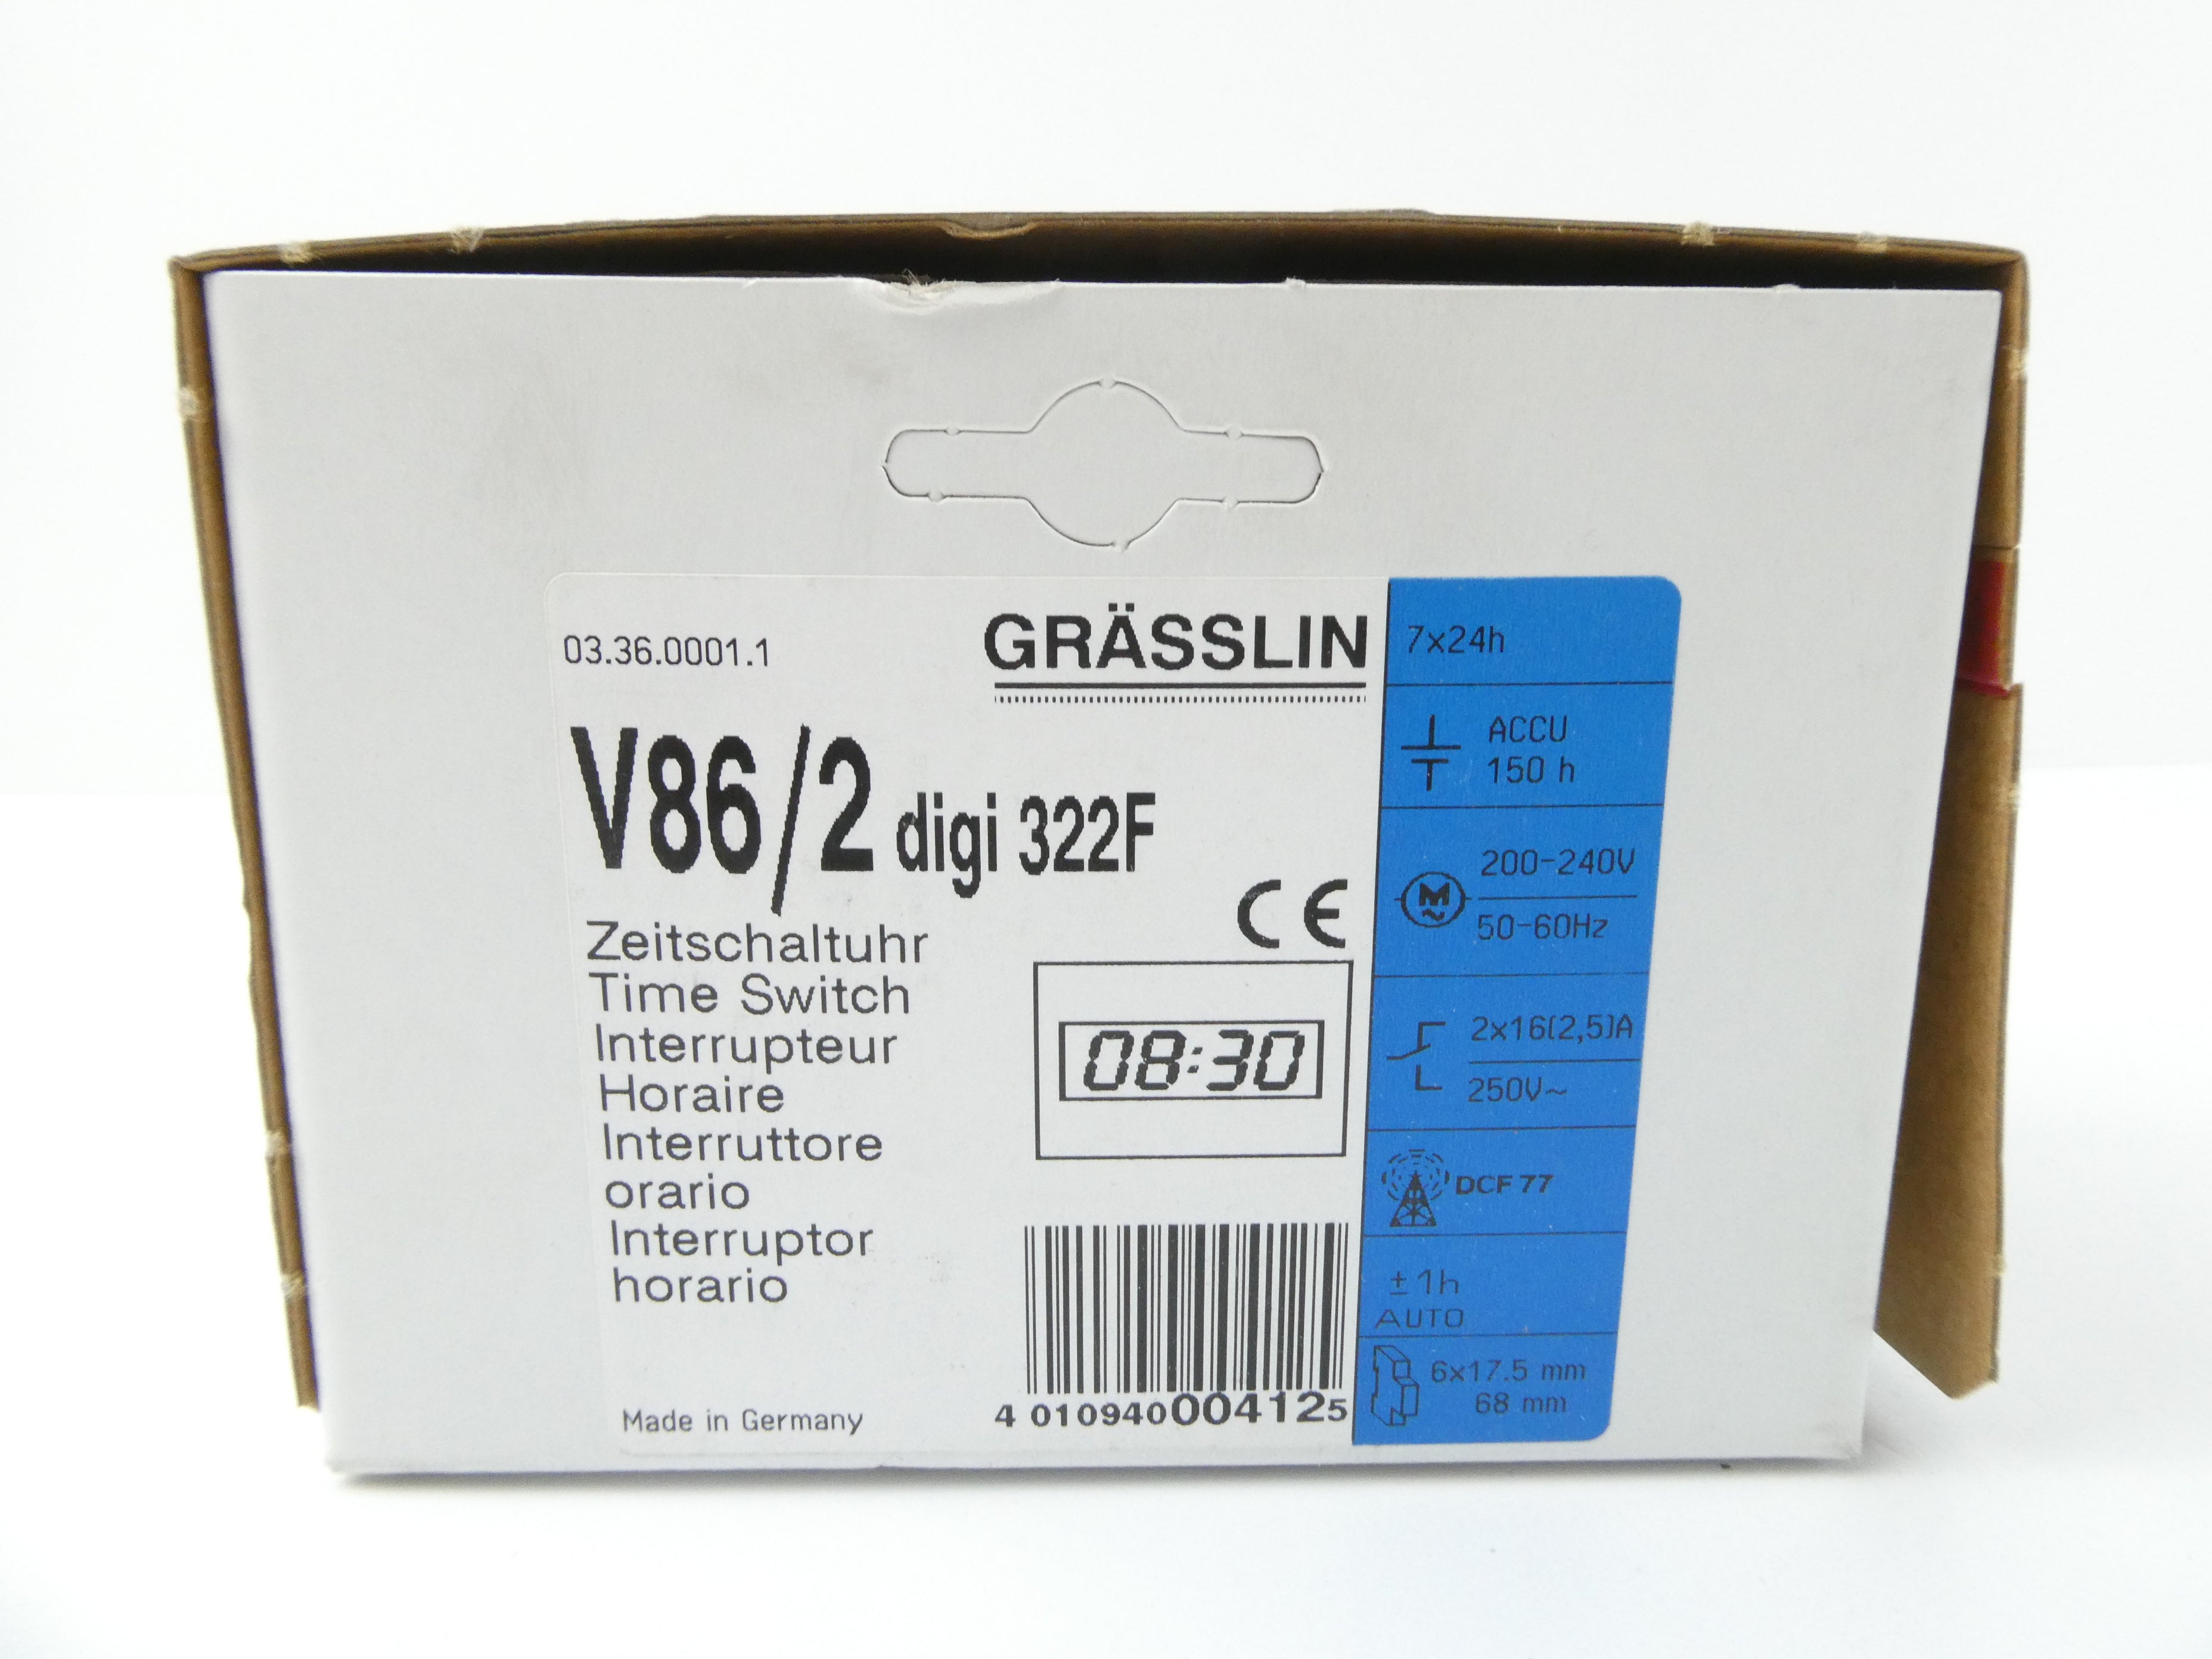 03.36.0001.1
GRÄSSLIN
V86/2 digi 322F
CE
Zeitschaltuhr
Time Switch
Interrupteur
Horaire
Interruttore
orario
Interruptor
horario
08:30
Made in Germany
4 010940004125
7x24h
ACCU
150 h
M
~
200-240V
50-60Hz
2x16(2,5)A
250V~
DCF 77
±1h
AUTO
6x17.5 mm
68 mm